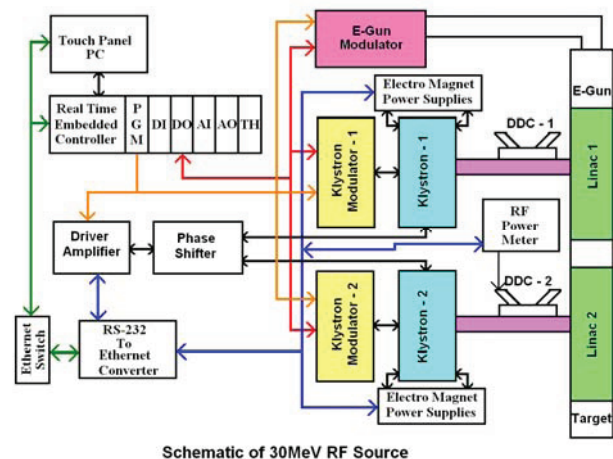 Touch Panel
PC
E-Gun
Modulator
Real Time
Embedded
Controller
P
G
M
DI
DO
AI
AO
TH
Electro Magnet
Power Supplies
E-Gun
DDC - 1
Klystron
Modulator - 1
Klystron - 1
Linac 1
Driver
Amplifier
Phase
Shifter
RF
Power
Meter
DDC - 2
Klystron
Modulator - 2
Klystron - 2
Linac 2
Ethernet
Switch
RS-232
To
Ethernet
Converter
Electro Magnet
Power Supplies
Target
Schematic of 30MeV RF Source